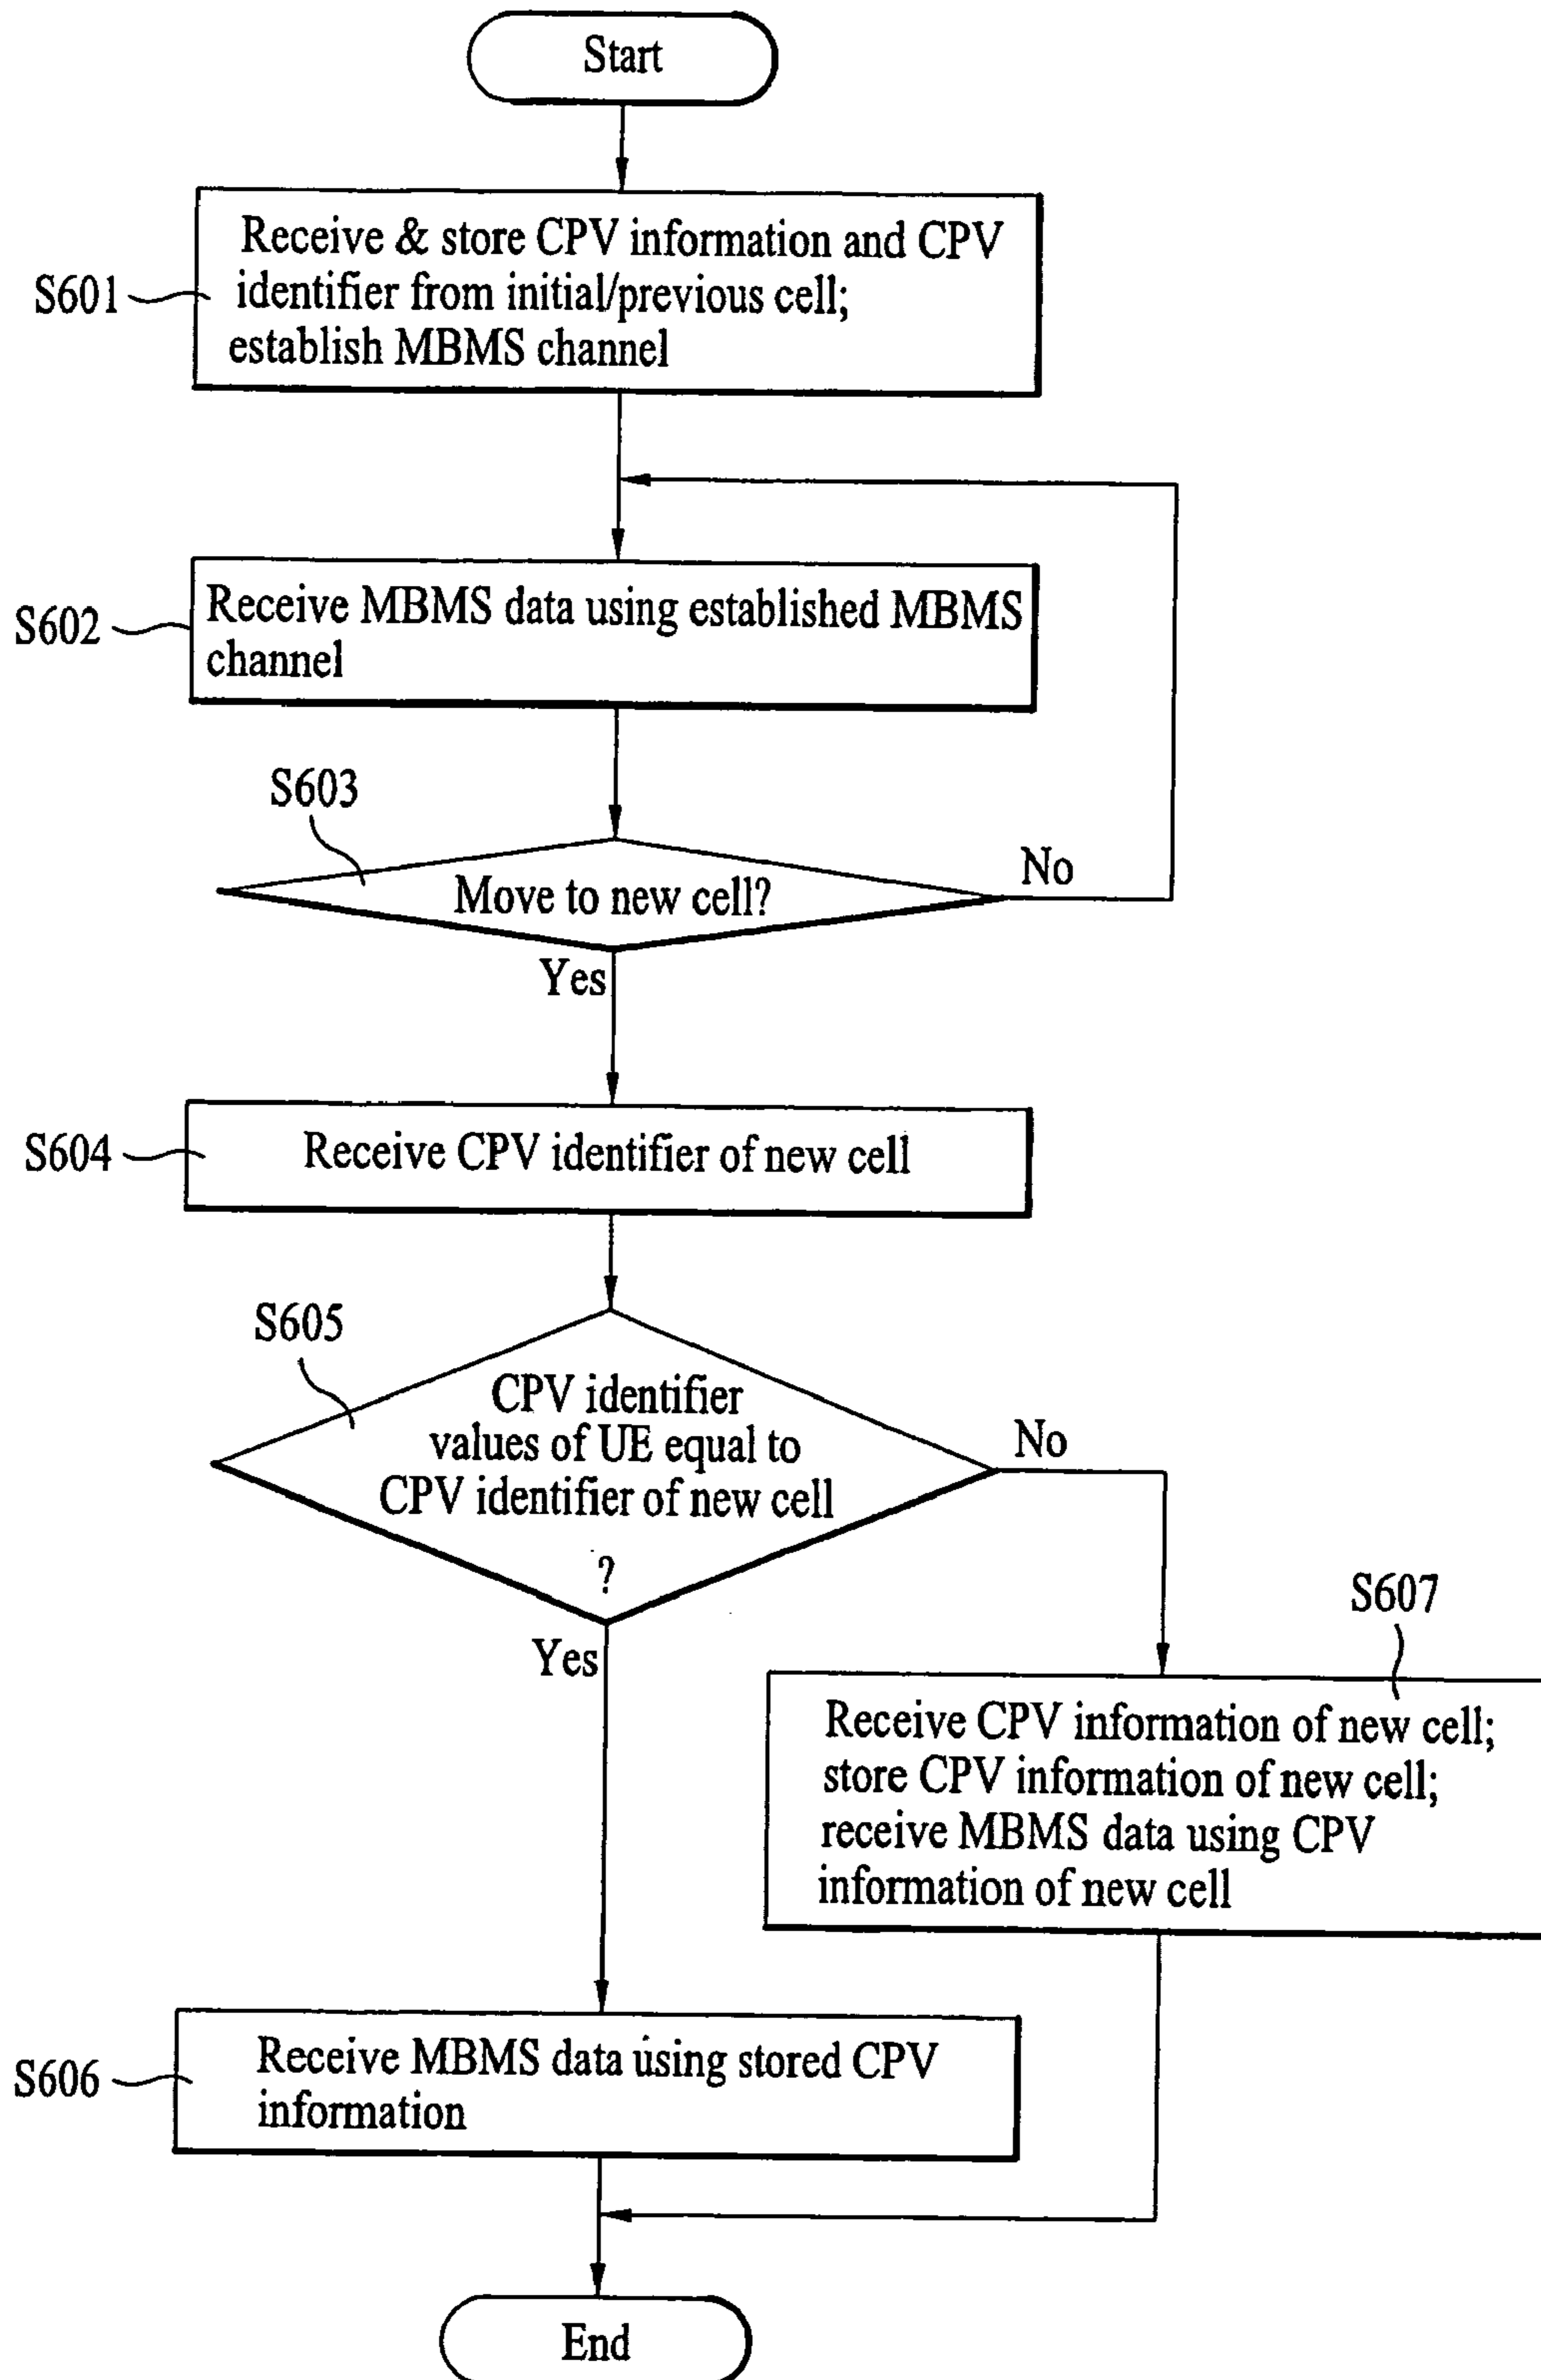 Start
S601
Receive & store CPV information and CPV
identifier from initial/previous cell;
establish MBMS channel
S602
Receive MBMS data using established MBMS
channel
S603
Move to new cell?
No
Yes
S604
Receive CPV identifier of new cell
S605
CPV identifier
values of UE equal to
CPV identifier of new cell
?
No
Yes
S607
Receive CPV information of new cell;
store CPV information of new cell;
receive MBMS data using CPV
information of new cell
S606
Receive MBMS data using stored CPV
information
End